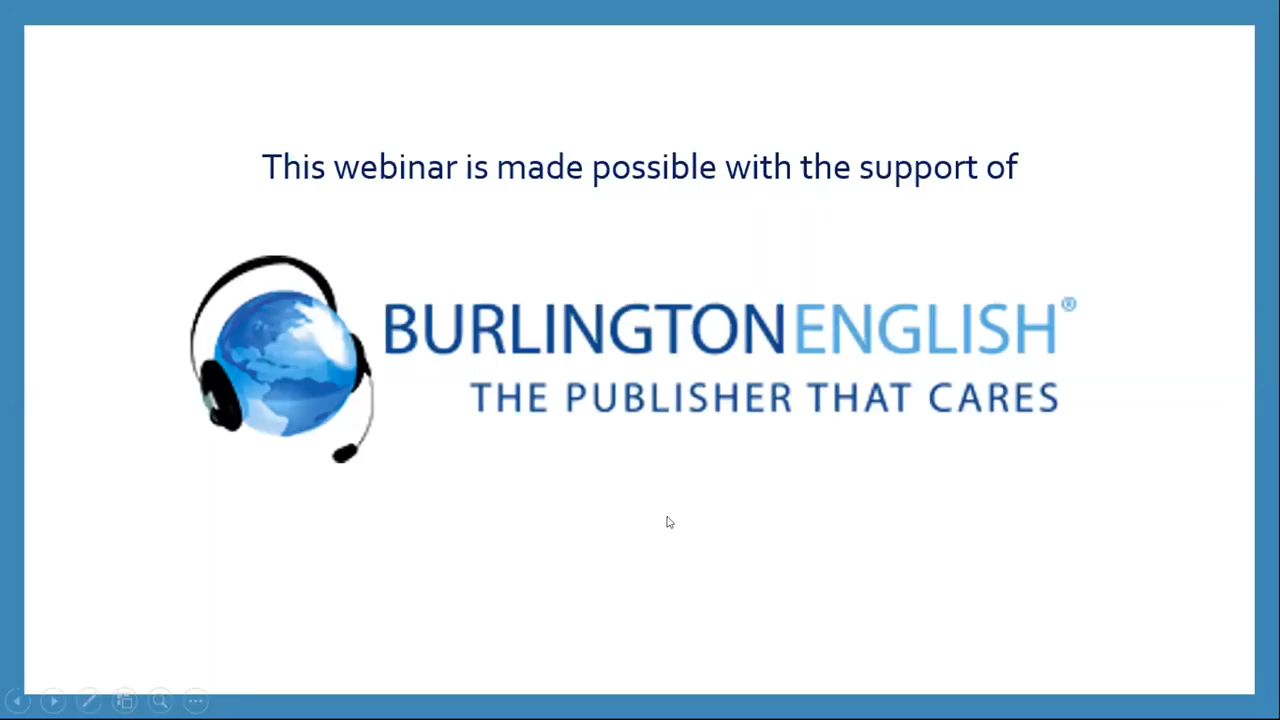 This webinar is made possible with the support of
BURLINGTONENGLISH®
THE PUBLISHER THAT CARES